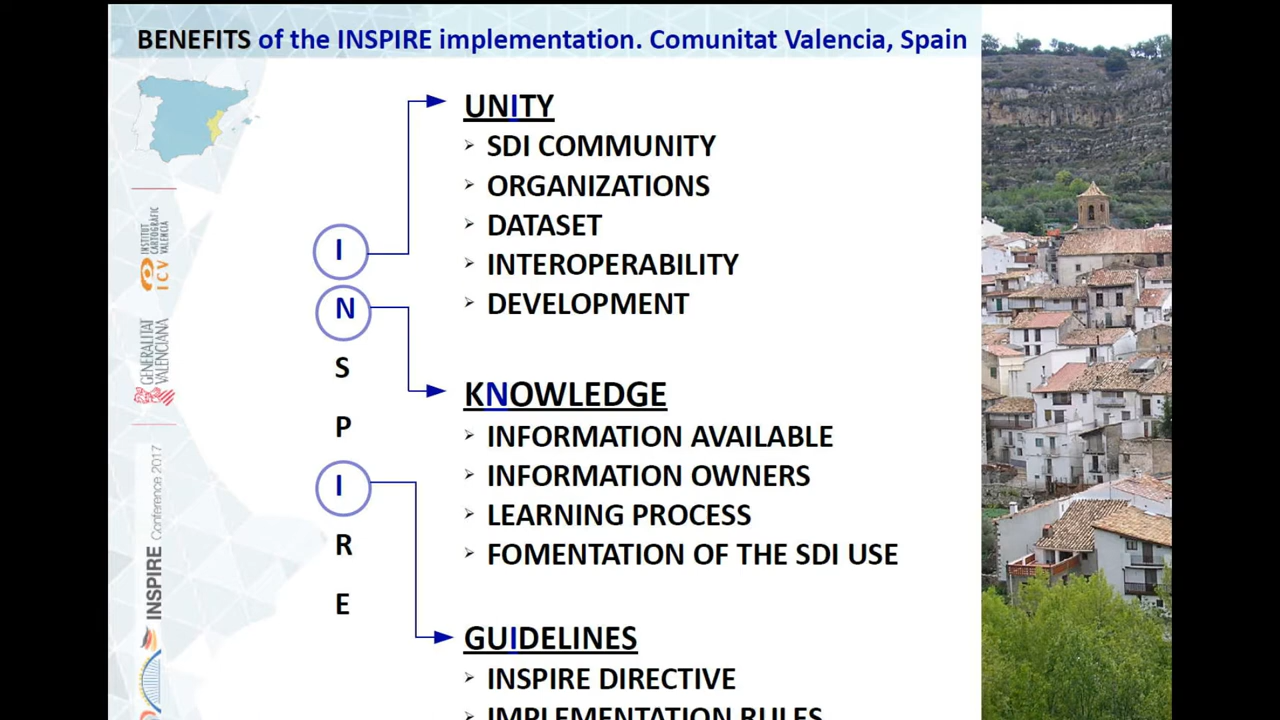 BENEFITS of the INSPIRE implementation. Comunitat Valencia, Spain
UNITY
SDI COMMUNITY
ORGANIZATIONS
DATASET
INTEROPERABILITY
DEVELOPMENT
I
N
S
P
I
R
E
KNOWLEDGE
INFORMATION AVAILABLE
INFORMATION OWNERS
LEARNING PROCESS
FOMENTATION OF THE SDI USE
GUIDELINES
INSPIRE DIRECTIVE
IMPLEMENTATION RULES
INSTITUT
CARTOGRÀFIC
VALENCIÀ
ICV
GENERALITAT
VALENCIANA
INSPIRE Conference 2017